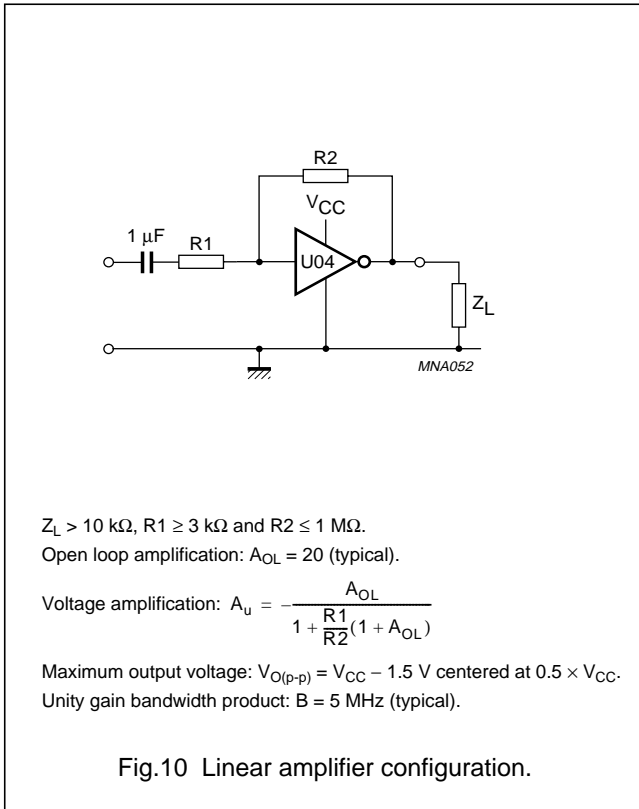 R2
VCC
1 µF
R1
U04
ZL
MNA052
ZL > 10 kΩ, R1 ≥ 3 kΩ and R2 ≤ 1 MΩ.
Open loop amplification: AOL = 20 (typical).
Voltage amplification: Au = − AOL / 1 + R1/R2 (1 + AOL)
Maximum output voltage: VO(p-p) = VCC − 1.5 V centered at 0.5 × VCC.
Unity gain bandwidth product: B = 5 MHz (typical).
Fig.10 Linear amplifier configuration.